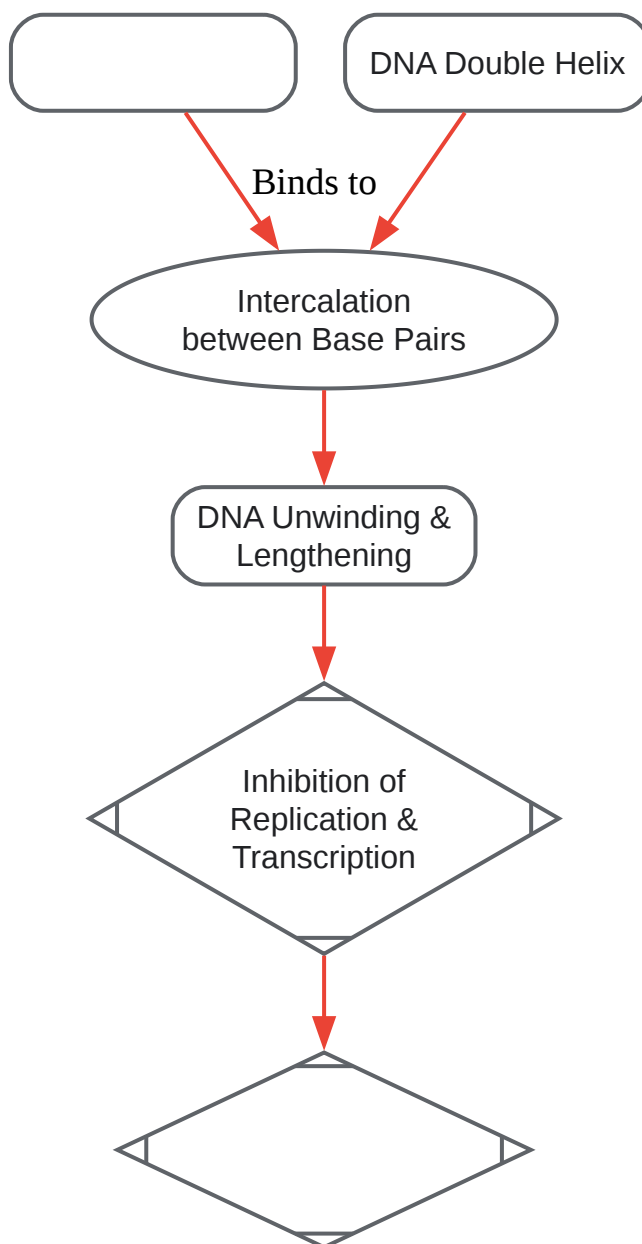 DNA Double Helix
Binds to
Intercalation
between Base Pairs
DNA Unwinding &
Lengthening
Inhibition of
Replication &
Transcription